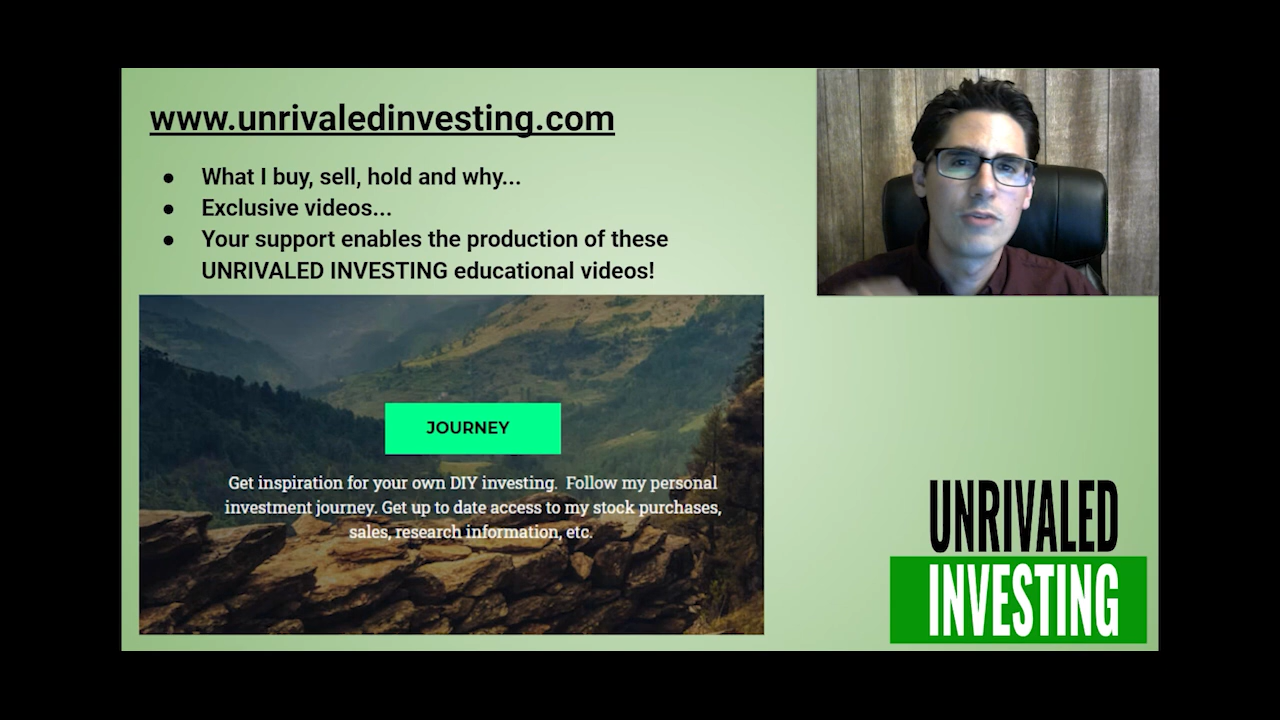 www.unrivaledinvesting.com
● What I buy, sell, hold and why...
● Exclusive videos...
● Your support enables the production of these
UNRIVALED INVESTING educational videos!
JOURNEY
Get inspiration for your own DIY investing.  Follow my personal
investment journey. Get up to date access to my stock purchases,
sales, research information, etc.
UNRIVALED
INVESTING